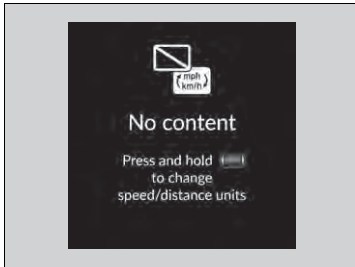 mph
km/h
No content
Press and hold
to change
speed/distance units